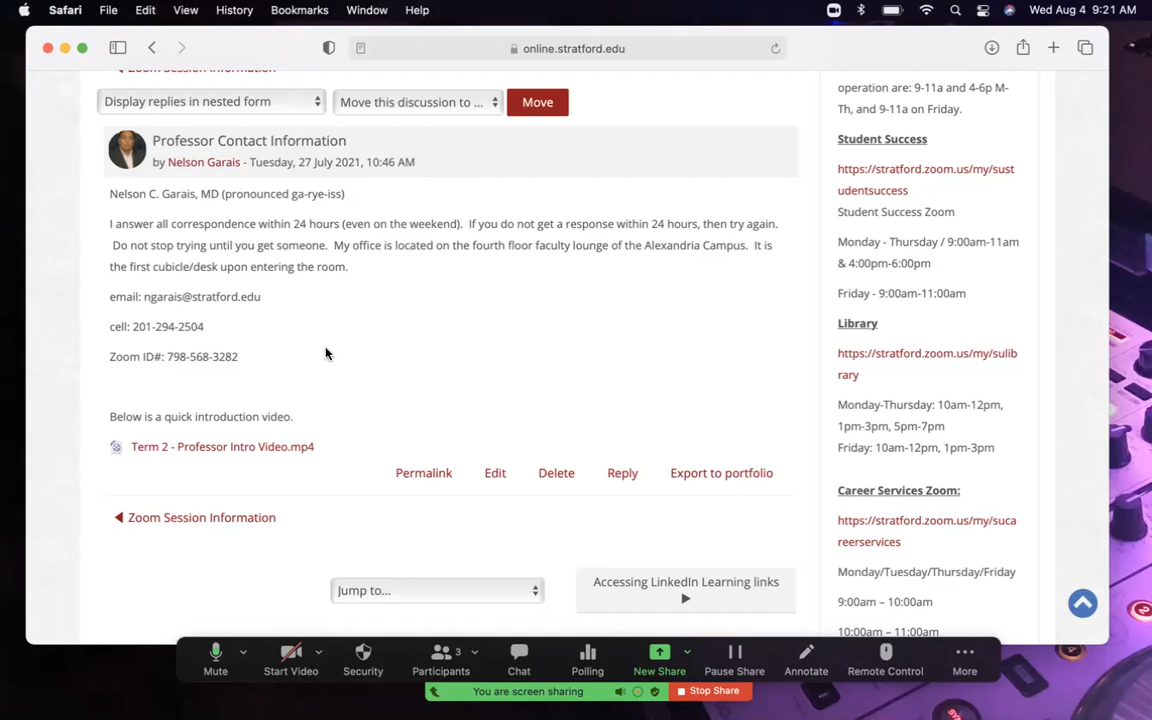 Safari File Edit View History Bookmarks Window Help Wed Aug 4 9:21 AM
online.stratford.edu
Zoom Session Information
Display replies in nested form Move this discussion to ... Move
Professor Contact Information
by Nelson Garais - Tuesday, 27 July 2021, 10:46 AM
Nelson C. Garais, MD (pronounced ga-rye-iss)
I answer all correspondence within 24 hours (even on the weekend). If you do not get a response within 24 hours, then try again.
Do not stop trying until you get someone. My office is located on the fourth floor faculty lounge of the Alexandria Campus. It is
the first cubicle/desk upon entering the room.
email: ngarais@stratford.edu
cell: 201-294-2504
Zoom ID#: 798-568-3282
Below is a quick introduction video.
Term 2 - Professor Intro Video.mp4
Permalink Edit Delete Reply Export to portfolio
◀ Zoom Session Information
Jump to...
Accessing LinkedIn Learning links
▶
operation are: 9-11a and 4-6p M-
Th, and 9-11a on Friday.
Student Success
https://stratford.zoom.us/my/sust
udentsuccess
Student Success Zoom
Monday - Thursday / 9:00am-11am
& 4:00pm-6:00pm
Friday - 9:00am-11:00am
Library
https://stratford.zoom.us/my/sulib
rary
Monday-Thursday: 10am-12pm,
1pm-3pm, 5pm-7pm
Friday: 10am-12pm, 1pm-3pm
Career Services Zoom:
https://stratford.zoom.us/my/suca
reerservices
Monday/Tuesday/Thursday/Friday
9:00am – 10:00am
10:00am – 11:00am
Mute Start Video Security Participants 3 Chat Polling New Share Pause Share Annotate Remote Control More
You are screen sharing Stop Share